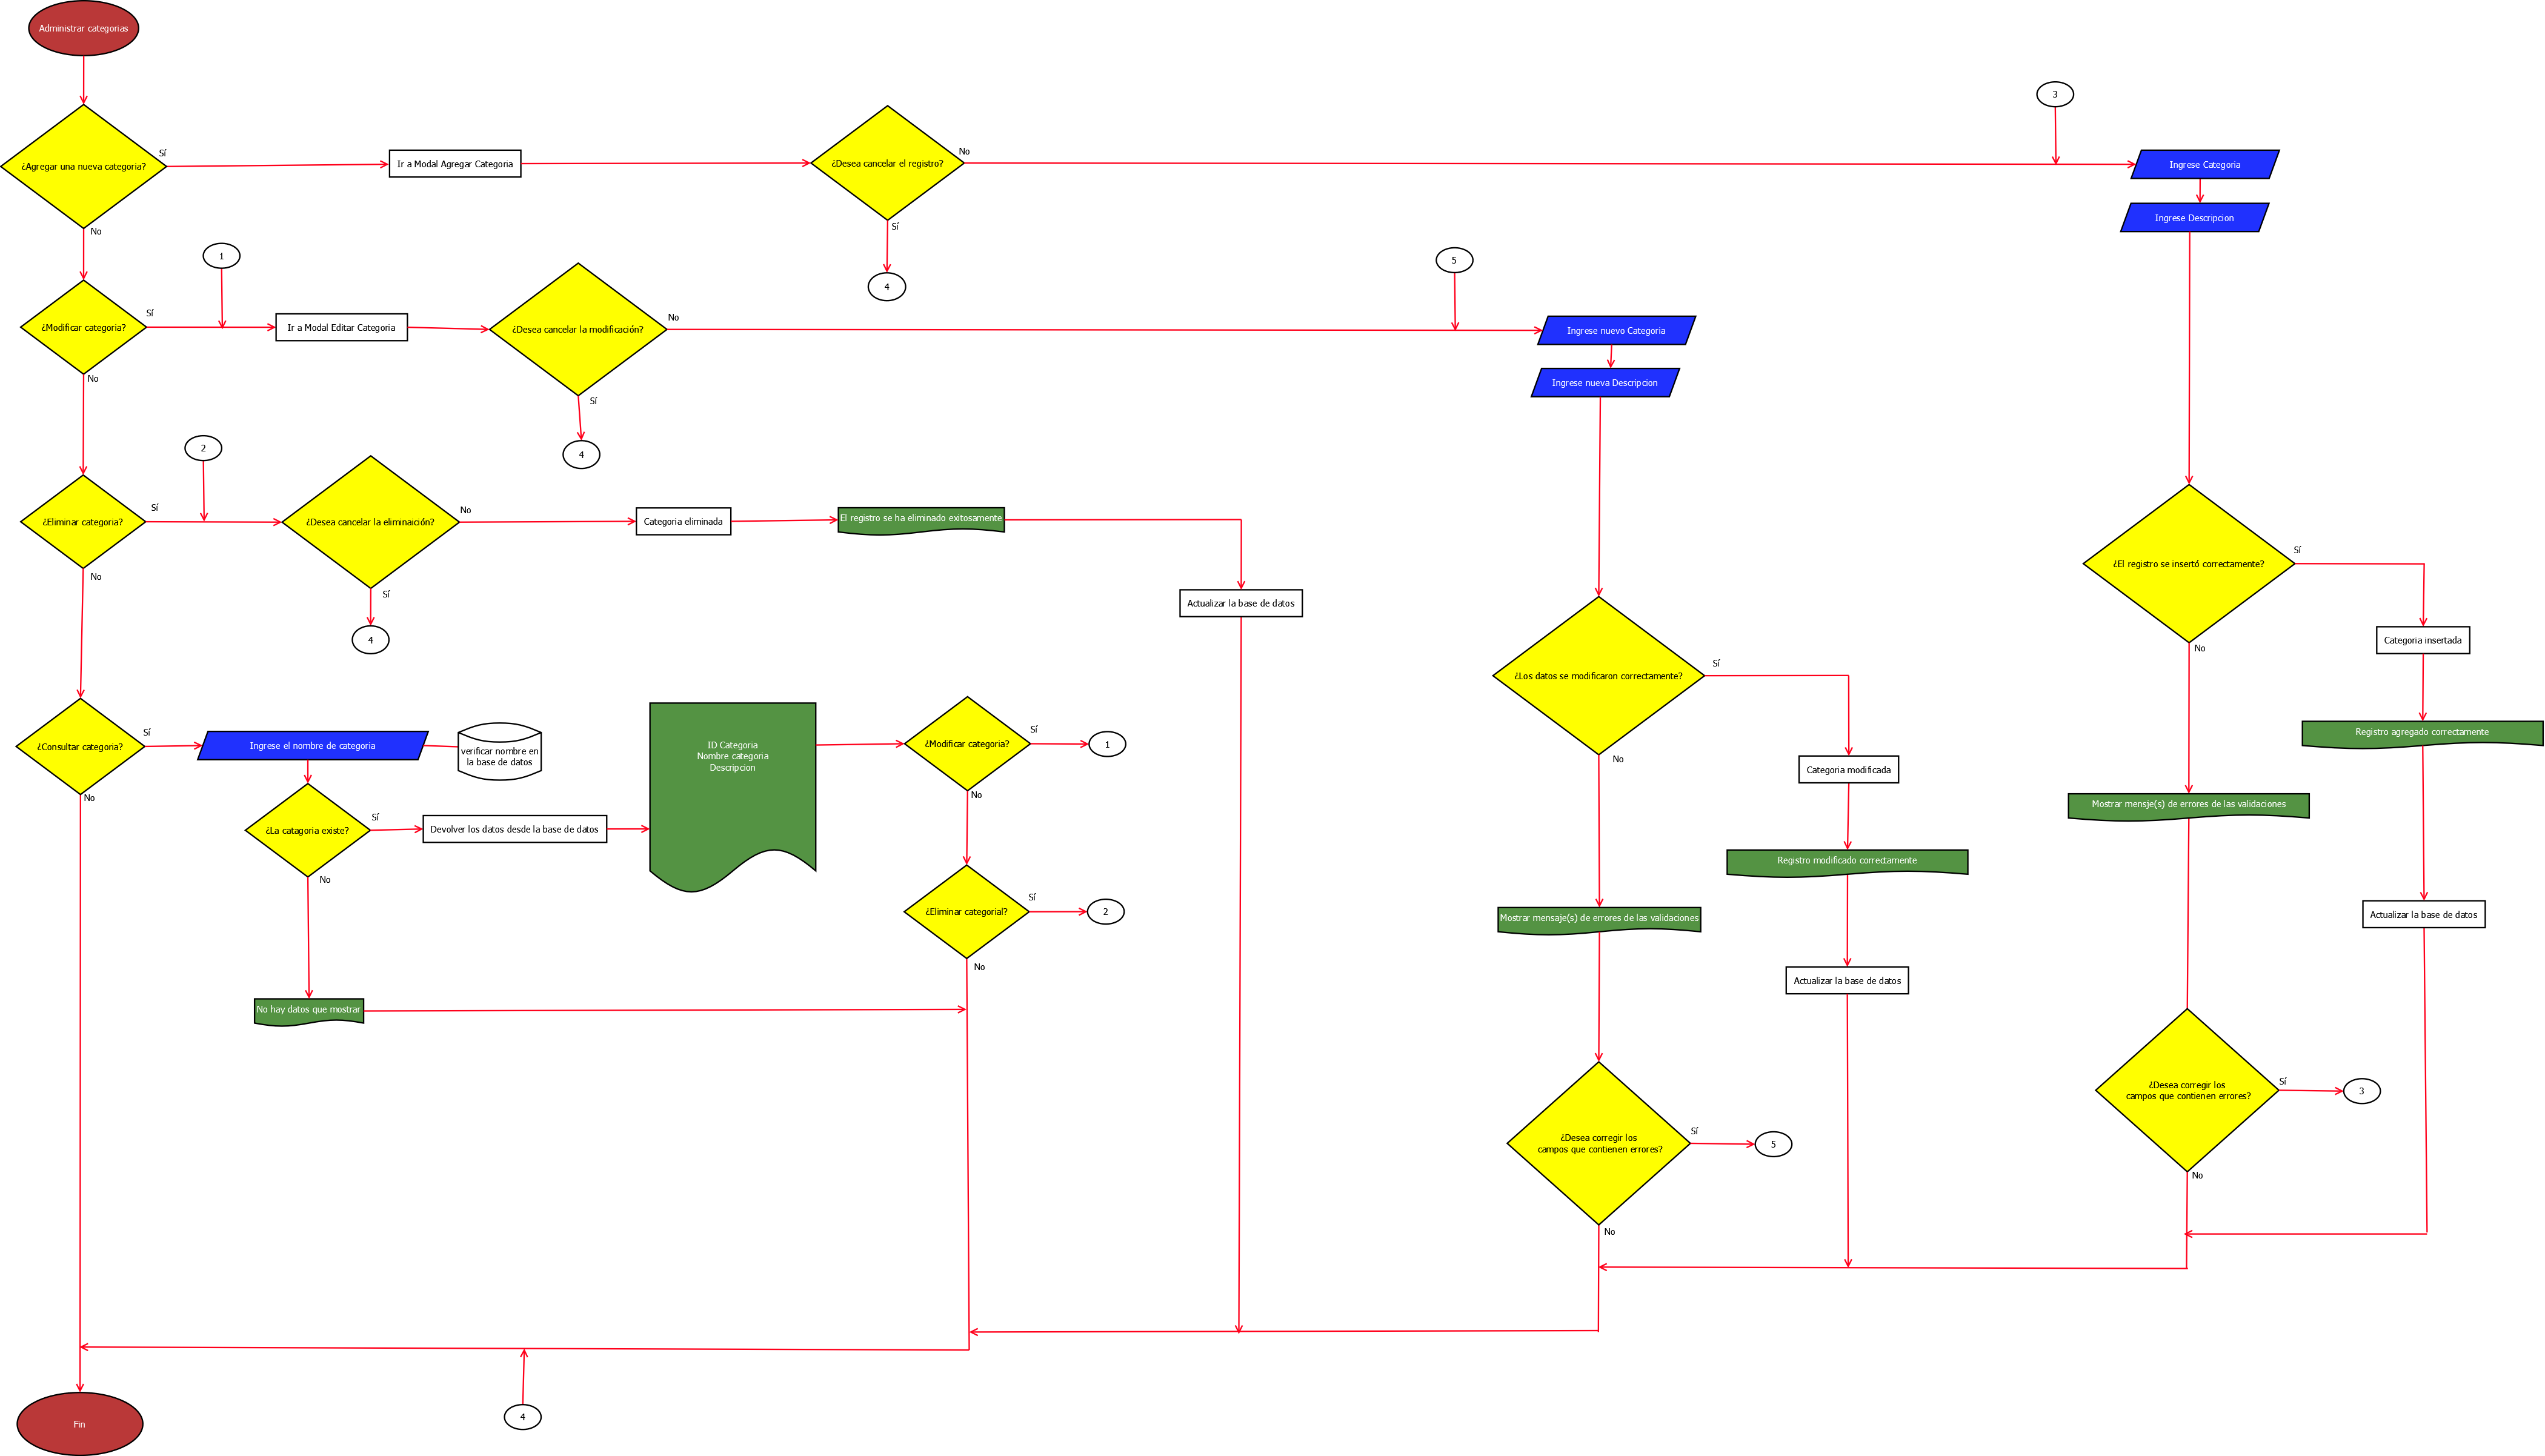 Administrar categorias
3
¿Agregar una nueva categoria?
Sí
Ir a Modal Agregar Categoria
¿Desea cancelar el registro?
No
Ingrese Categoria
Ingrese Descripcion
No
Sí
4
1
5
¿Modificar categoria?
Sí
Ir a Modal Editar Categoria
¿Desea cancelar la modificación?
No
Ingrese nuevo Categoria
Ingrese nueva Descripcion
No
Sí
4
2
¿Eliminar categoria?
Sí
¿Desea cancelar la eliminaición?
No
Categoria eliminada
El registro se ha eliminado exitosamente
Actualizar la base de datos
No
Sí
4
¿El registro se insertó correctamente?
Sí
No
Categoria insertada
Registro agregado correctamente
Actualizar la base de datos
¿Los datos se modificaron correctamente?
Sí
No
Categoria modificada
Registro modificado correctamente
Actualizar la base de datos
¿Consultar categoria?
Sí
No
Ingrese el nombre de categoria
verificar nombre en
la base de datos
¿La catagoria existe?
Sí
No
Devolver los datos desde la base de datos
ID Categoria
Nombre categoria
Descripcion
¿Modificar categoria?
Sí
1
No
¿Eliminar categorial?
Sí
2
No
No hay datos que mostrar
Mostrar mensaje(s) de errores de las validaciones
Mostrar mensje(s) de errores de las validaciones
¿Desea corregir los
campos que contienen errores?
Sí
5
No
¿Desea corregir los
campos que contienen errores?
Sí
3
No
4
Fin